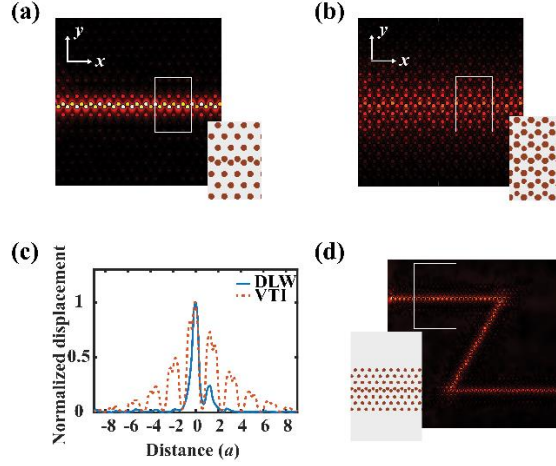 (a)
y
x
(b)
y
x
(c)
Normalized displacement
1
0.5
0
DLW
VTI
-8 -6 -4 -2 0 2 4 6 8
Distance (a)
(d)